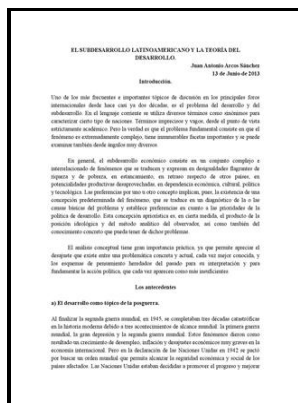 EL SUBDESARROLLO LATINOAMERICANO Y LA TEORÍA DEL
DESARROLLO.
Juan Antonio Arcos Sánchez
13 de Junio de 2013
Introducción.
Uno de los más frecuentes e importantes tópicos de discusión en los principales foros
internacionales desde hace casi ya dos décadas, es el problema del desarrollo y del
subdesarrollo. En el lenguaje corriente se utiliza diversos términos como sinónimos para
caracterizar cierto tipo de naciones. Términos imprecisos y vagos, desde el punto de vista
estrictamente académico. Pero la verdad es que el problema fundamental consiste en que el
fenómeno es extremadamente complejo, tiene innumerables facetas importantes y se puede
examinar también desde ángulos muy diversos.
En general, el subdesarrollo económico consiste en un conjunto complejo e
interrelacionado de fenómenos que se traducen y expresan en desigualdades flagrantes de
riqueza y de pobreza, en estancamiento, en retraso respecto de otros países, en
potencialidades productivas desaprovechadas, en dependencia económica, cultural, política
y tecnológica. Las preferencias por uno u otro concepto implican, pues, la existencia de una
concepción predeterminada del fenómeno, que se traduce en un diagnóstico de la o las
causas básicas del problema y establece preferencias en cuanto a las prioridades de la
política de desarrollo. Esta concepción apriorística es, en cierta medida, el producto de la
posición ideológica y del método analítico del observador, así como también del
conocimiento concreto que pueda tener de dichos problemas.
El análisis conceptual tiene gran importancia práctica, ya que permite apreciar el
desajuste que existe entre una problemática concreta y actual, cada vez mejor conocida, y
los esquemas de pensamiento heredados del pasado para su interpretación y para
fundamentar la acción política, que cada vez aparecen como más insuficientes
Los antecedentes
a) El desarrollo como tópico de la posguerra.
Al finalizar la segunda guerra mundial, en 1945, se completaban tres décadas catastróficas
en la historia moderna debido a tres acontecimientos de alcance mundial: la primera guerra
mundial, la gran depresión y la segunda guerra mundial. Estos fenómenos dieron como
resultado un crecimiento de desempleo, inflación y desajustes económicos muy graves en la
economía internacional. Pero en la declaración de las Naciones Unidas en 1942 se pactó
por buscar un orden mundial que permita alcanzar la seguridad económica y social de los
países afectados. Las Naciones Unidas estaban decididas a promover el progreso y mejorar